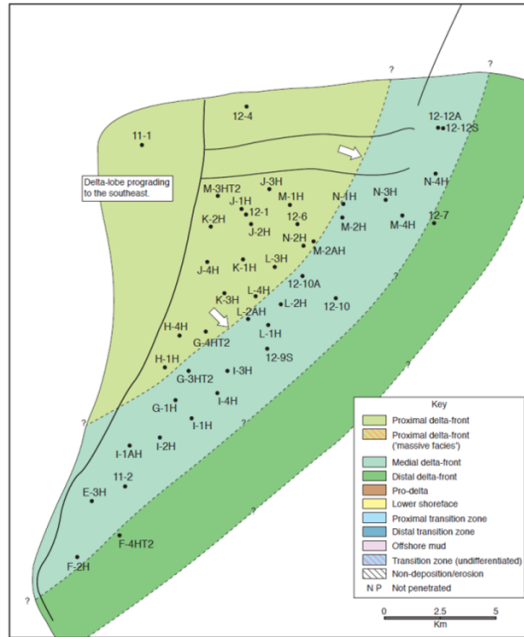 ?
?
12-4
12-12A
12-12S
11-1
Delta-lobe prograding
to the southeast.
J-3H
N-4H
M-3HT2
M-1H
N-1H
N-3H
J-1H
12-1
12-6
M-2H
M-4H
12-7
K-2H
J-2H
N-2H
M-2AH
J-4H
K-1H
L-3H
12-10A
?
K-3H
L-4H
L-2H
12-10
L-2AH
H-4H
G-4HT2
L-1H
12-9S
H-1H
G-3HT2
I-3H
?
G-1H
I-4H
?
I-1H
?
I-2H
I-1AH
11-2
E-3H
?
F-4HT2
F-2H
?
?
Key
Proximal delta-front
Proximal delta-front
('massive facies')
Medial delta-front
Distal delta-front
Pro-delta
Lower shoreface
Proximal transition zone
Distal transition zone
Offshore mud
Transition zone (undifferentiated)
Non-deposition/erosion
N P Not penetrated
0 2.5 5
Km